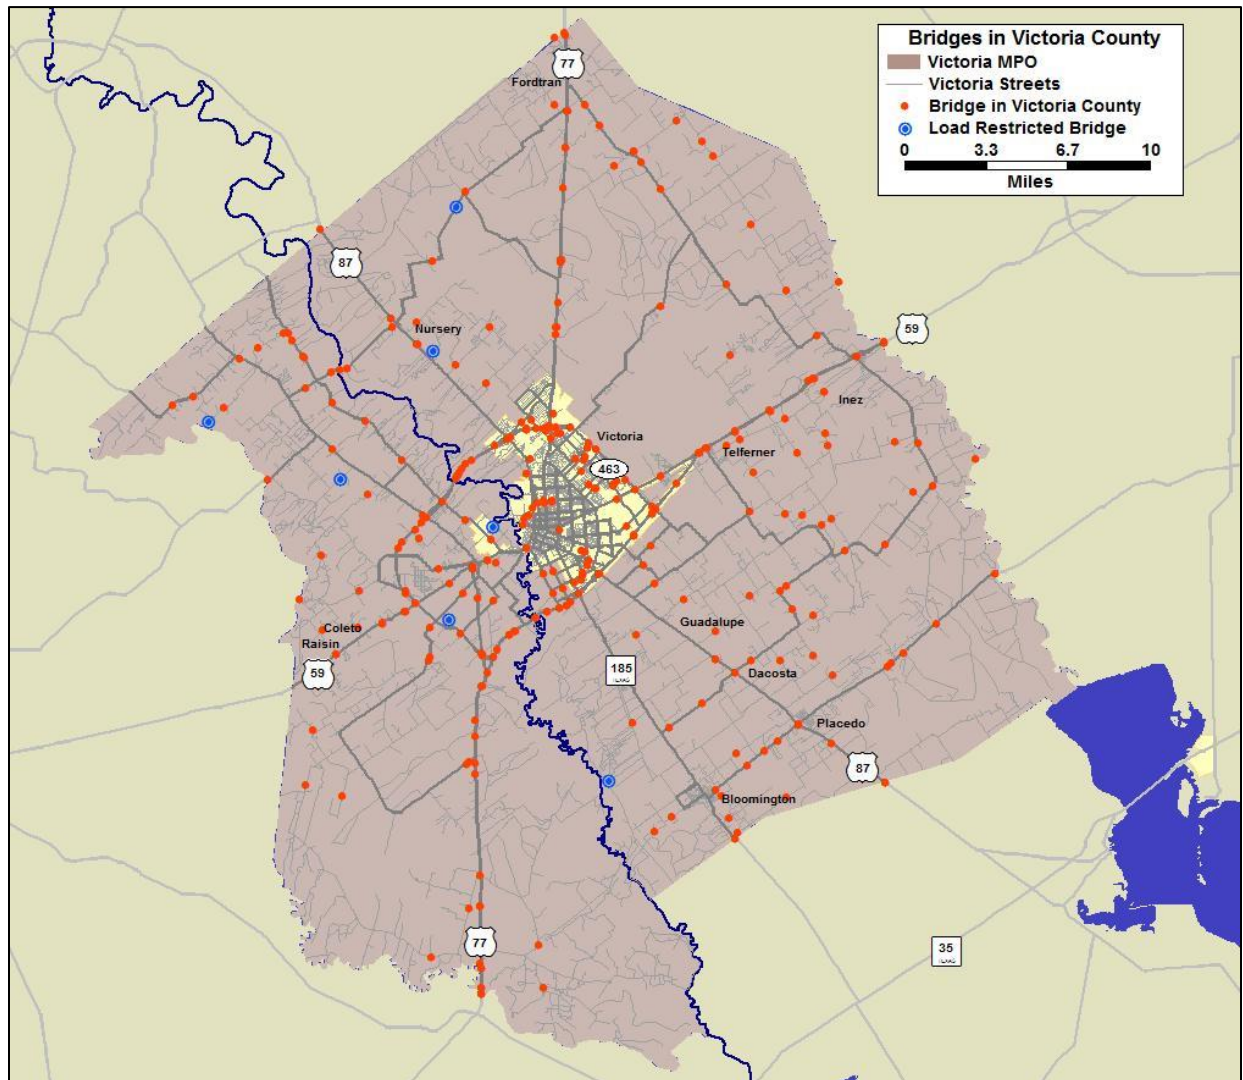 Bridges in Victoria County
Victoria MPO
Victoria Streets
Bridge in Victoria County
Load Restricted Bridge
0 3.3 6.7 10
Miles
77
Fordtran
87
Nursery
59
Inez
Victoria
Telferner
463
Guadalupe
Coleto
Raisin
59
185
TEXAS
Dacosta
Placedo
87
Bloomington
77
35
TEXAS